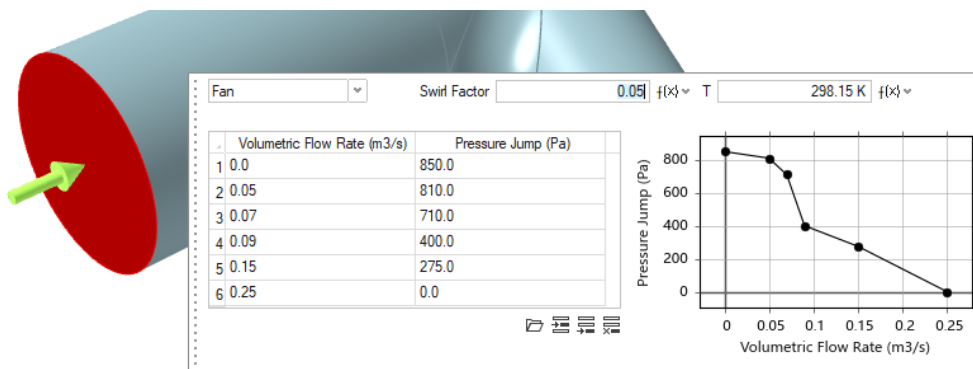 Fan Swirl Factor 0.05 f(x) T 298.15 K f(x)
Volumetric Flow Rate (m3/s) Pressure Jump (Pa)
1 0.0 850.0
2 0.05 810.0
3 0.07 710.0
4 0.09 400.0
5 0.15 275.0
6 0.25 0.0
Pressure Jump (Pa)
800
600
400
200
0
0 0.05 0.1 0.15 0.2 0.25
Volumetric Flow Rate (m3/s)